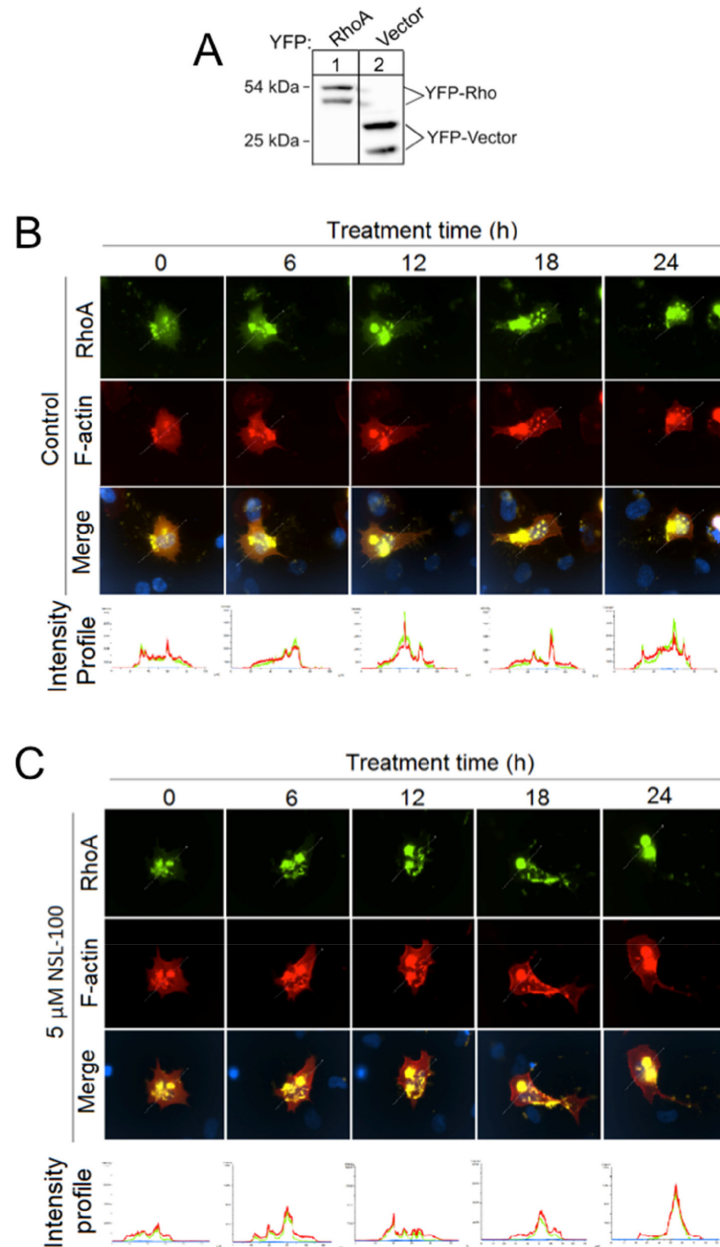 A
YFP:
RhoA
Vector
1 2
54 kDa
YFP-Rho
25 kDa
YFP-Vector
B
Treatment time (h)
0 6 12 18 24
Control
RhoA
F-actin
Merge
Intensity
Profile
C
Treatment time (h)
0 6 12 18 24
5 µM NSL-100
RhoA
F-actin
Merge
Intensity
profile